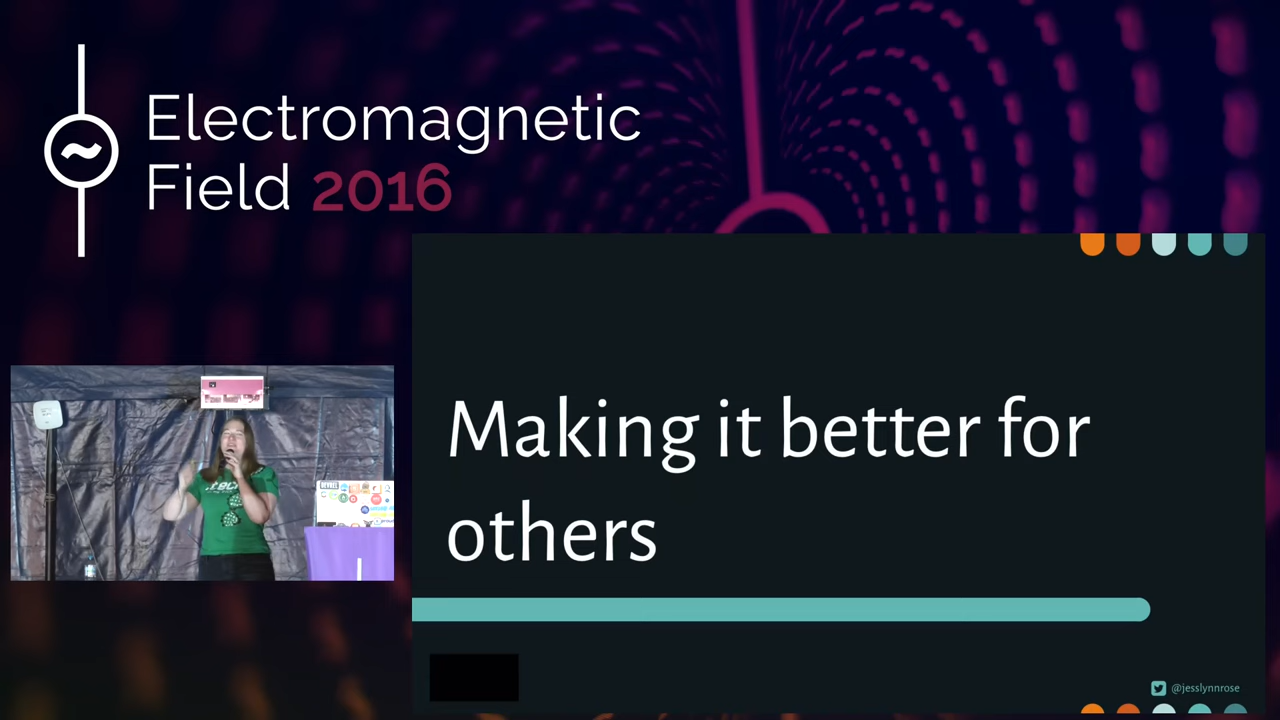 Electromagnetic
Field 2016
Making it better for
others
@jesslynnrose